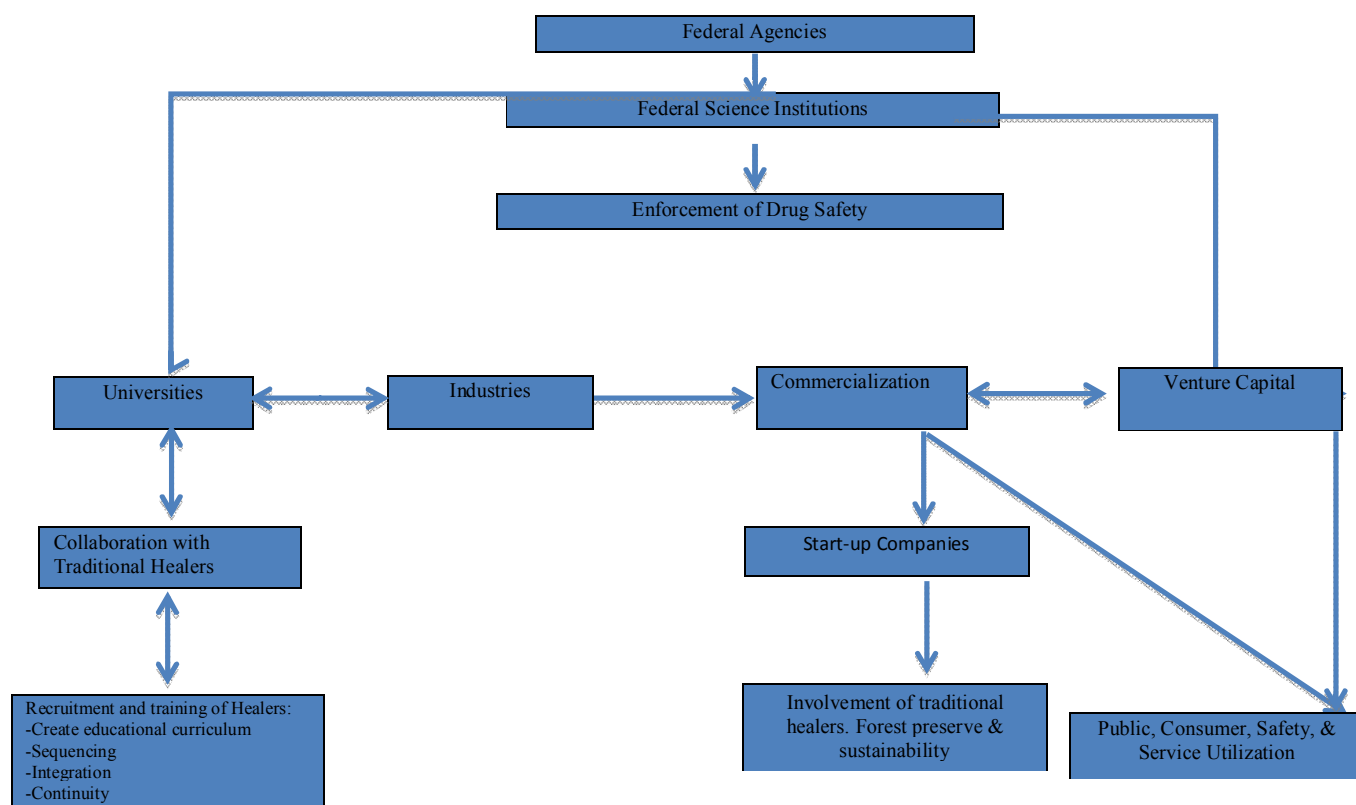 Federal Agencies
Federal Science Institutions
Enforcement of Drug Safety
Universities
Industries
Commercialization
Venture Capital
Collaboration with
Traditional Healers
Start-up Companies
Recruitment and training of Healers:
-Create educational curriculum
-Sequencing
-Integration
-Continuity
Involvement of traditional
healers. Forest preserve &
sustainability
Public, Consumer, Safety, &
Service Utilization